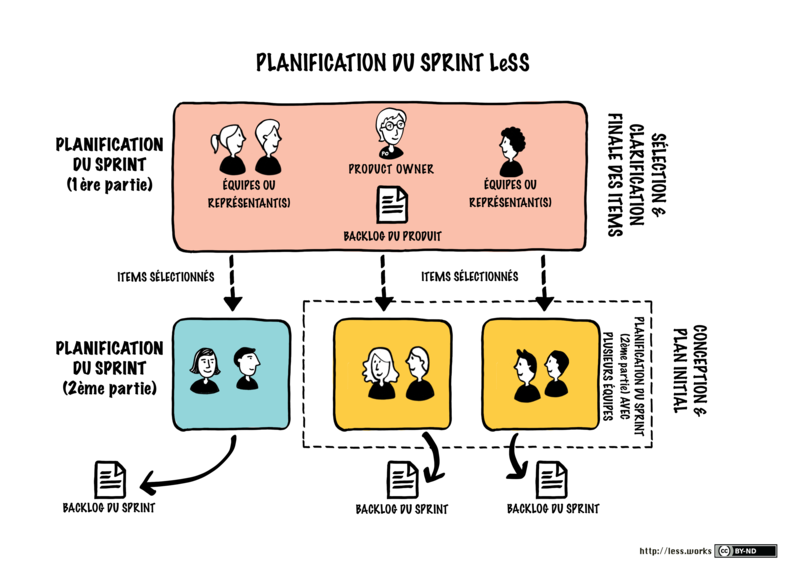 PLANIFICATION DU SPRINT LeSS
PLANIFICATION
DU SPRINT
(1ère partie)
ÉQUIPES OU
REPRÉSENTANT(S)
PO
PRODUCT OWNER
BACKLOG DU PRODUIT
ÉQUIPES OU
REPRÉSENTANT(S)
SÉLECTION &
CLARIFICATION
FINALE DES ITEMS
ITEMS SÉLECTIONNÉS
ITEMS SÉLECTIONNÉS
PLANIFICATION
DU SPRINT
(2ème partie)
PLANIFICATION DU SPRINT
(2ème partie) AVEC
PLUSIEURS ÉQUIPES
CONCEPTION &
PLAN INITIAL
BACKLOG DU SPRINT
BACKLOG DU SPRINT
BACKLOG DU SPRINT
http://less.works
cc BY-ND